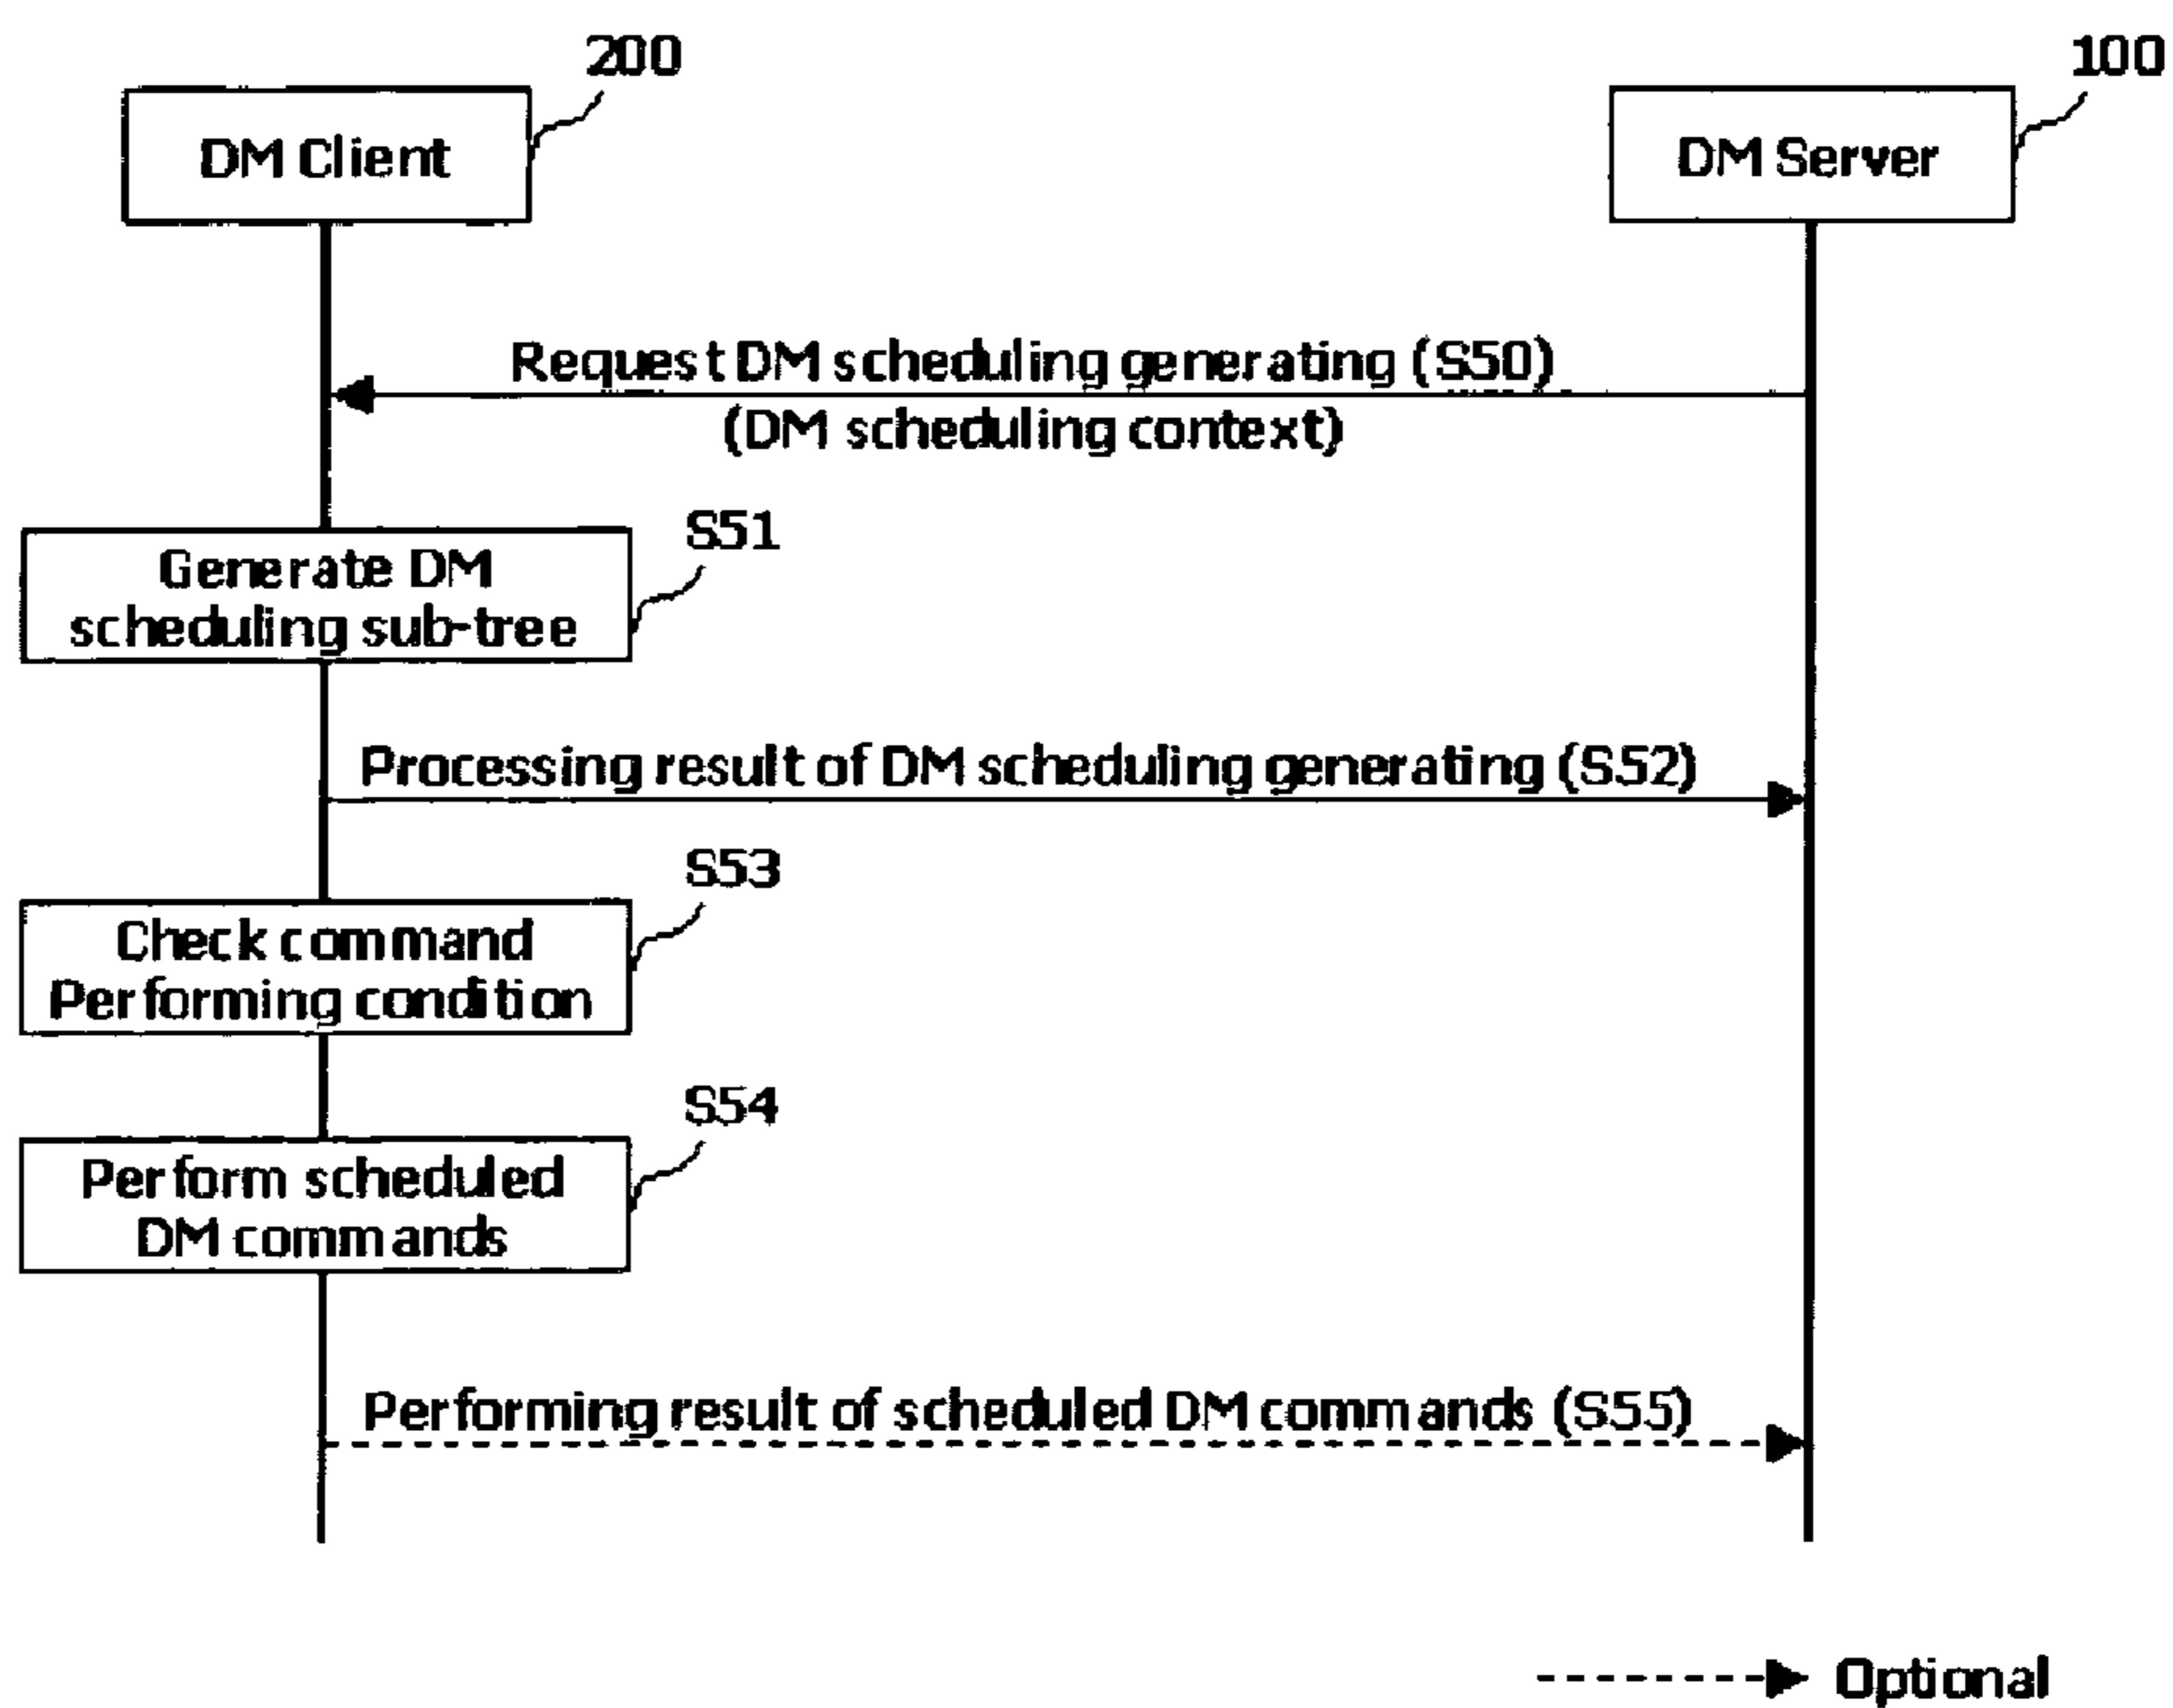 200
100
DM Client
DM Server
Request DM scheduling generating (S50)
(DM scheduling context)
S51
Generate DM
scheduling sub-tree
Processing result of DM scheduling generating (S52)
S53
Check command
Performing condition
S54
Perform scheduled
DM commands
Performing result of scheduled DM commands (S55)
Optional